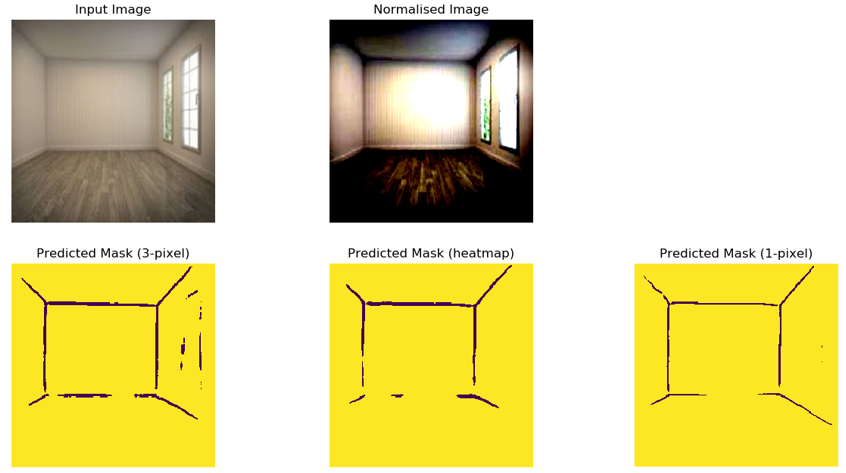 Input Image
Normalised Image
Predicted Mask (3-pixel)
Predicted Mask (heatmap)
Predicted Mask (1-pixel)